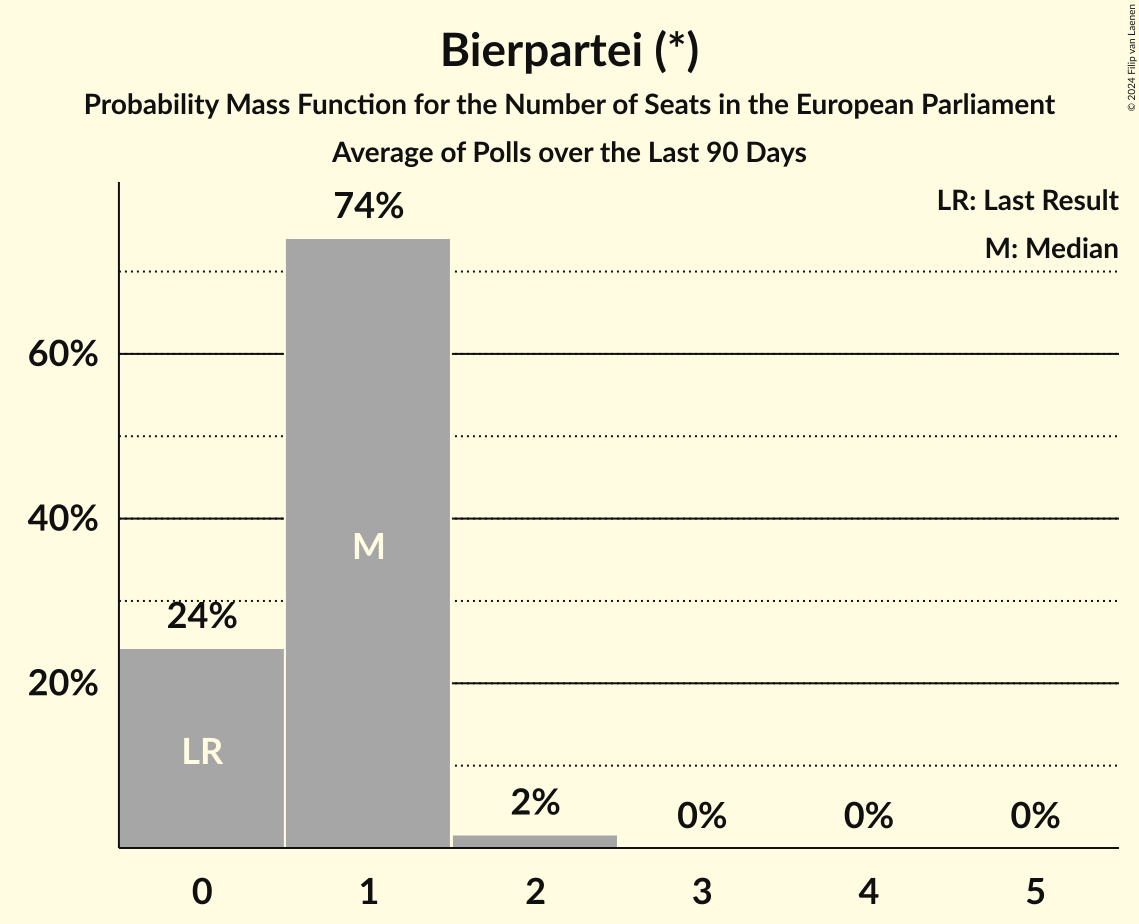 Bierpartei (*)
Probability Mass Function for the Number of Seats in the European Parliament
Average of Polls over the Last 90 Days
© 2024 Filip van Laenen
LR: Last Result
M: Median
74%
60%
40%
M
24%
20%
LR
2%
0%
0%
0%
0
1
2
3
4
5